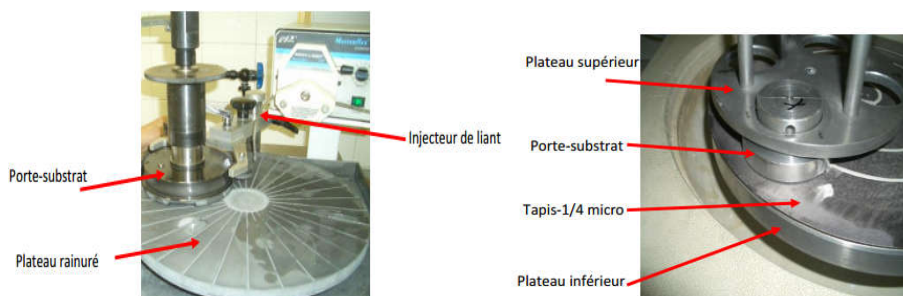 Porte-substrat
Plateau rainuré
Injecteur de liant
Plateau supérieur
Porte-substrat
Tapis-1/4 micro
Plateau inférieur